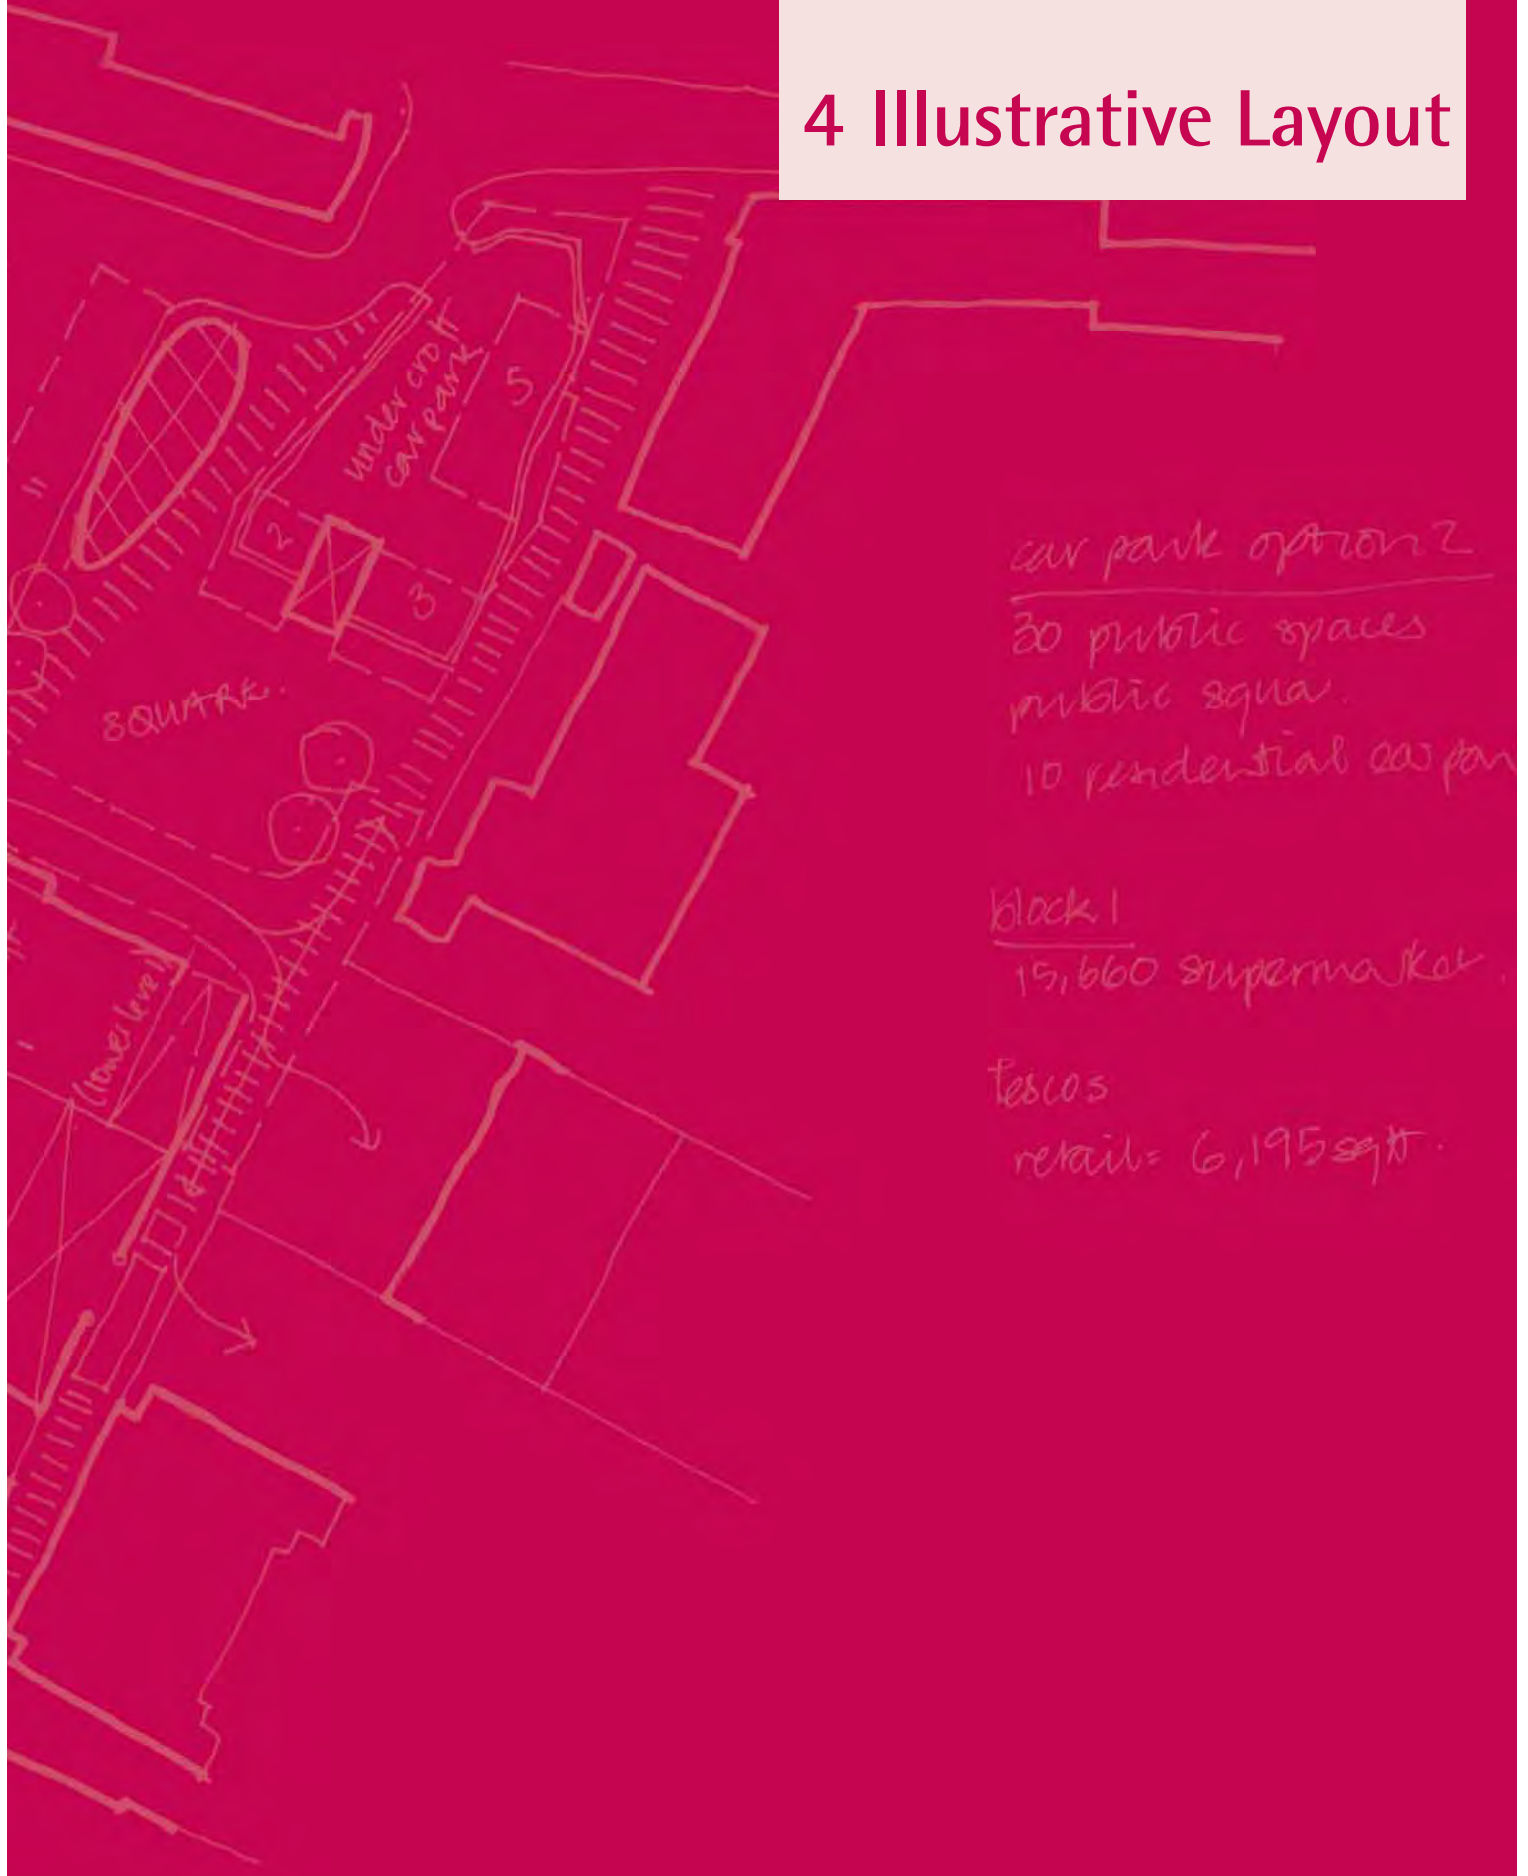 4 Illustrative Layout
under croft
car park
5
2
3
SQUARE.
(lower level)
car park option 2
30 public spaces
public squa.
10 residential car par
block 1
15,660 supermarket.
tescos
retail = 6,195 sqft.